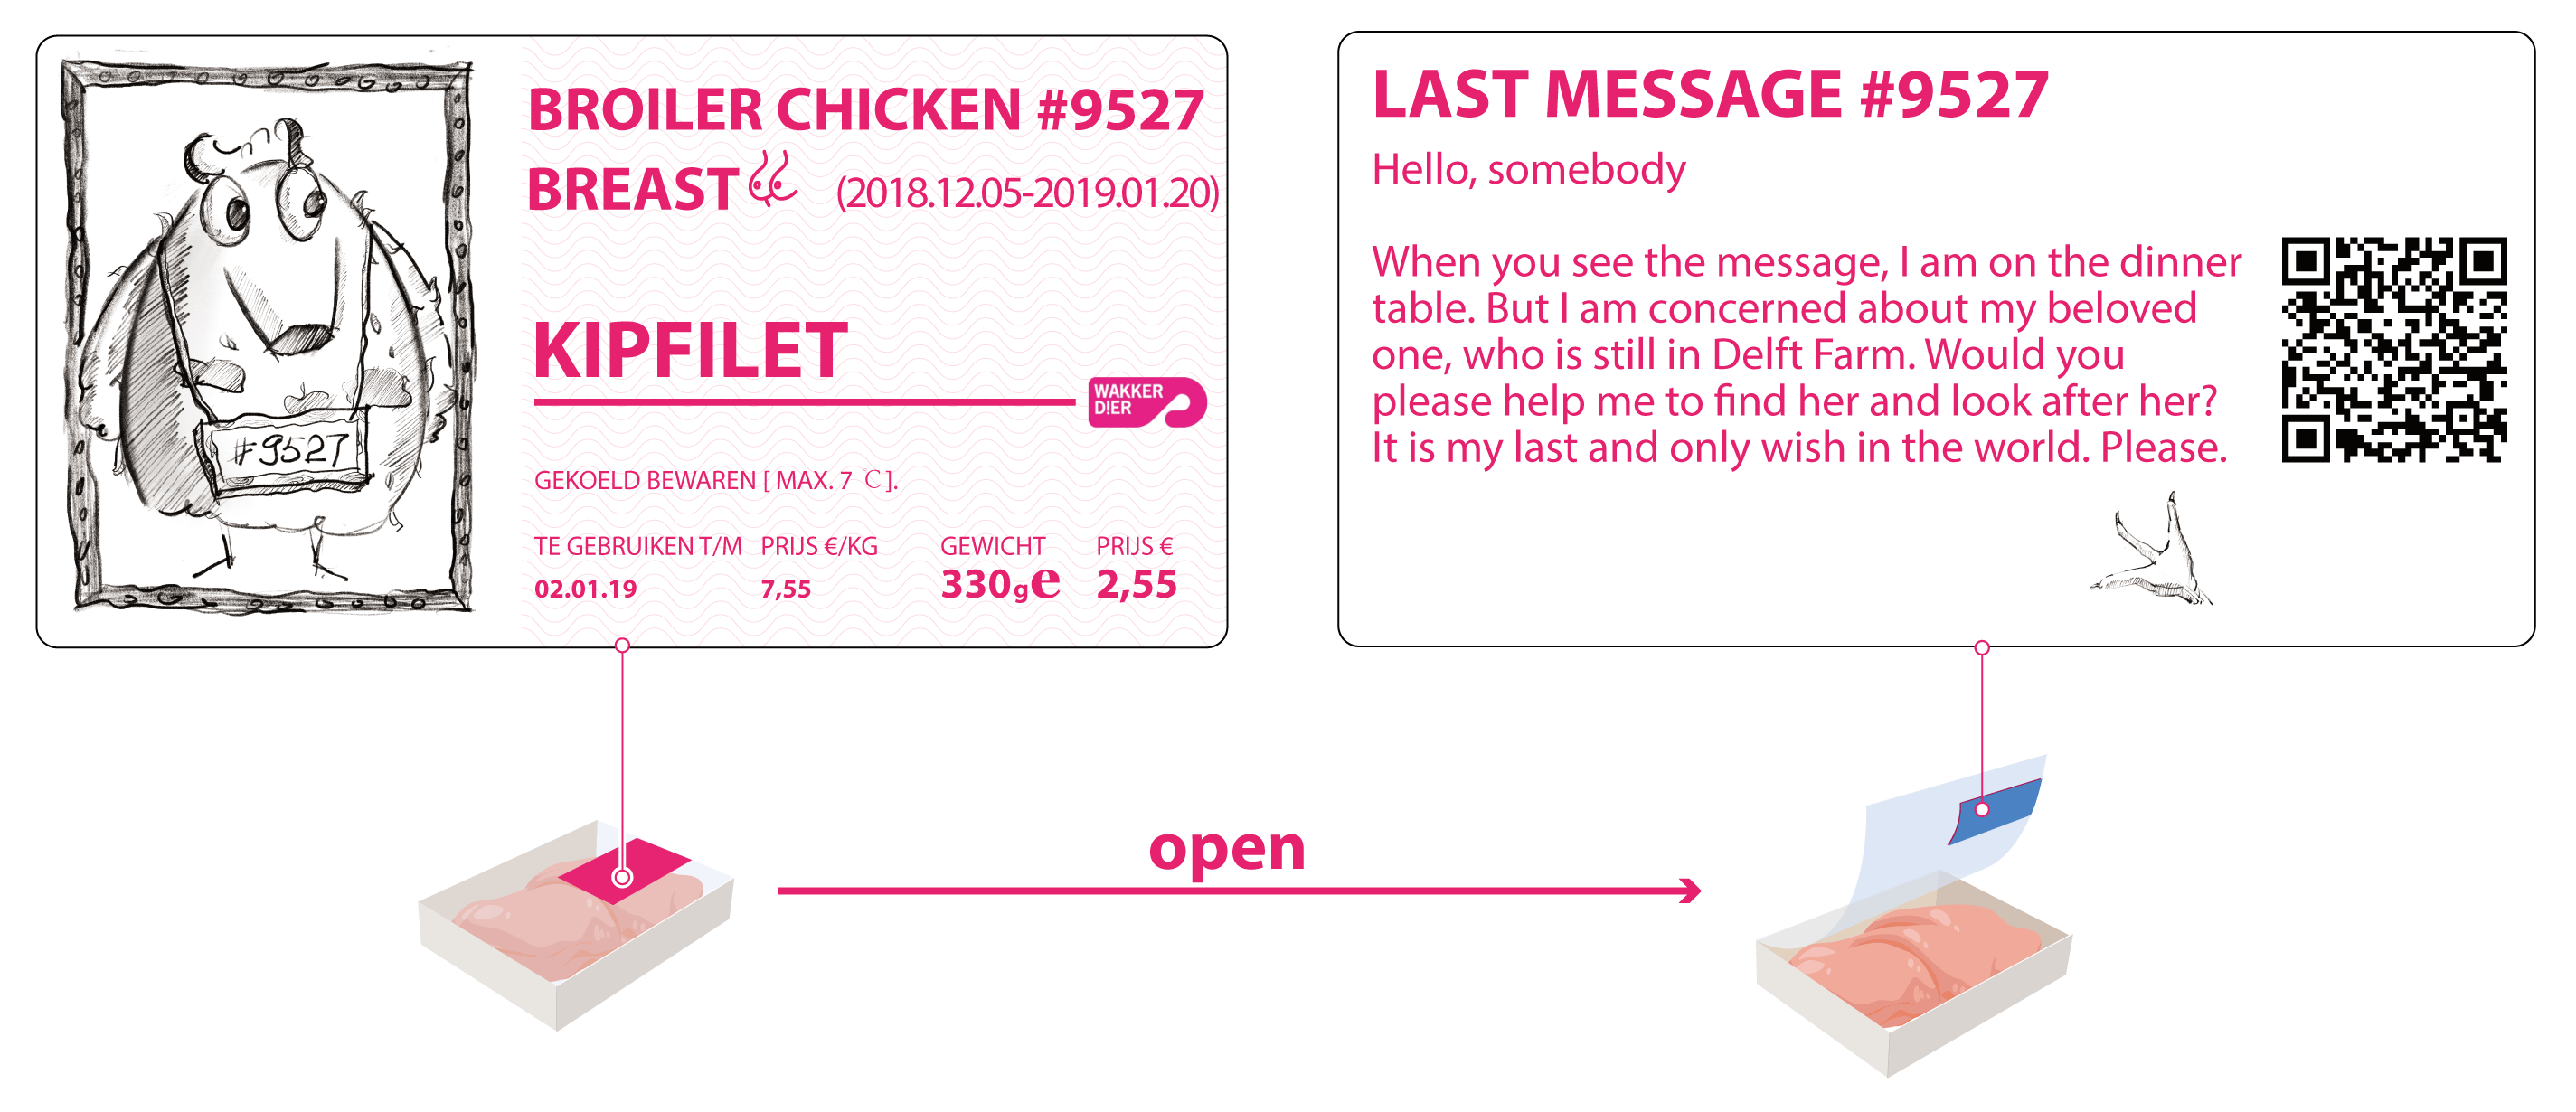 BROILER CHICKEN #9527
BREAST (2018.12.05-2019.01.20)
#9527
KIPFILET
WAKKER
D!ER
GEKOELD BEWAREN [ MAX. 7 ℃ ].
TE GEBRUIKEN T/M PRIJS €/KG GEWICHT PRIJS €
02.01.19 7,55 330ge 2,55
LAST MESSAGE #9527
Hello, somebody
When you see the message, I am on the dinner
table. But I am concerned about my beloved
one, who is still in Delft Farm. Would you
please help me to find her and look after her?
It is my last and only wish in the world. Please.
open